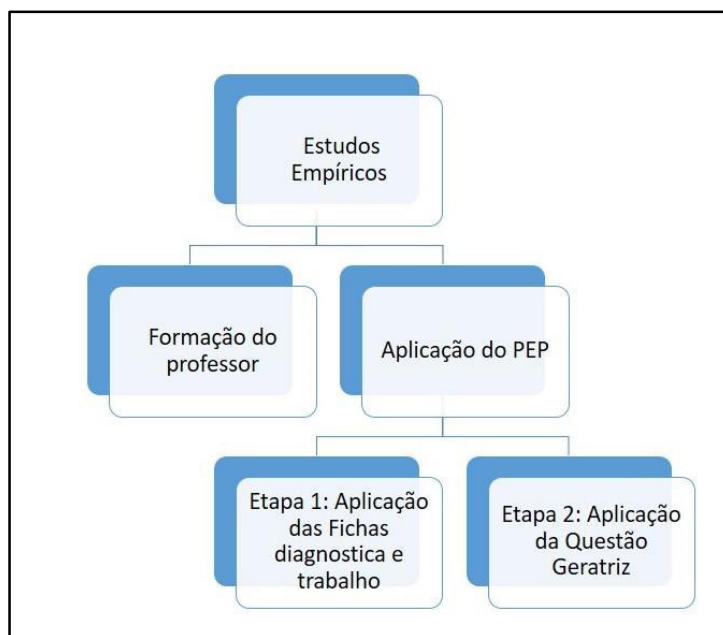 Estudos
Empíricos
Formação do
professor
Aplicação do PEP
Etapa 1: Aplicação
das Fichas
diagnostica e
trabalho
Etapa 2: Aplicação
da Questão
Geratriz